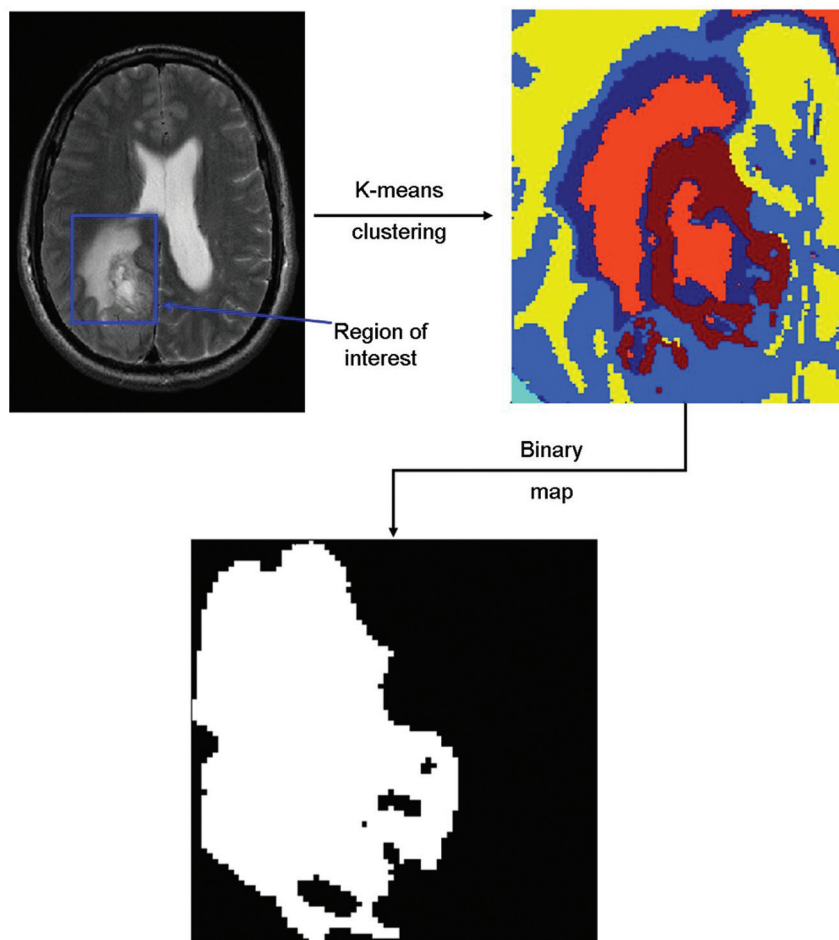 K-means
clustering
Region of
interest
Binary
map